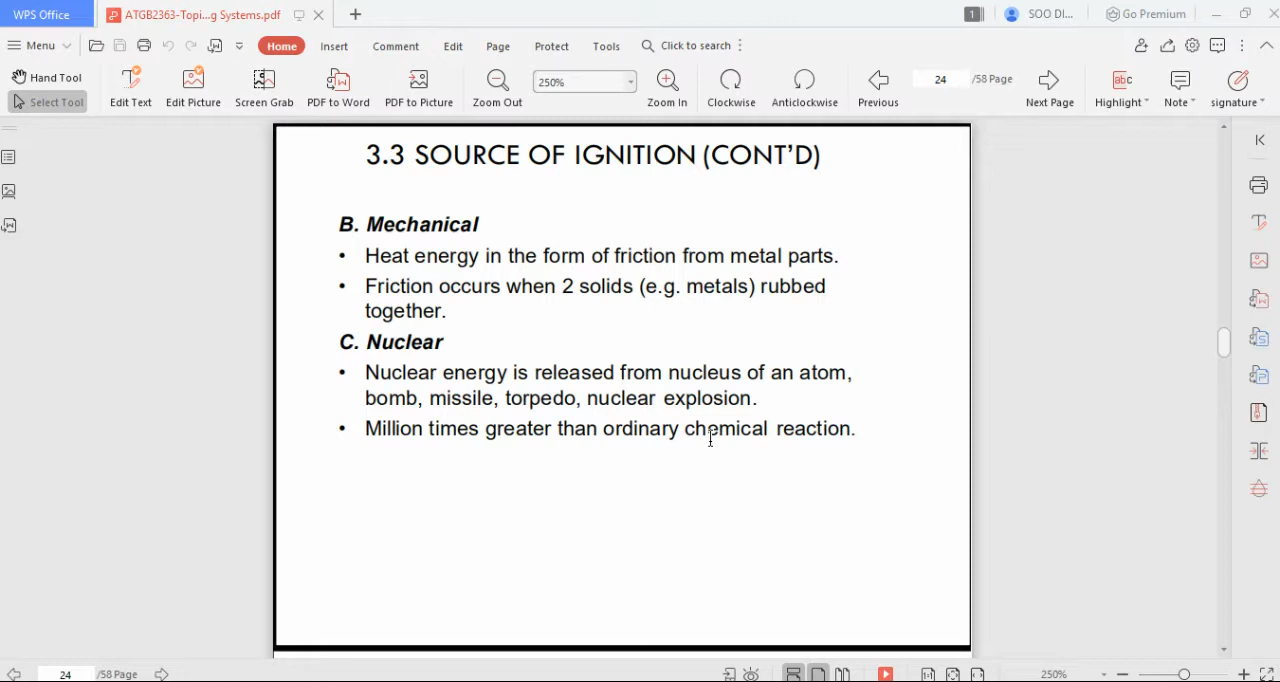 WPS Office
ATGB2363-Topi...g Systems.pdf
1
SOO DI...
Go Premium
Menu
Home
Insert
Comment
Edit
Page
Protect
Tools
Click to search
Hand Tool
Select Tool
Edit Text
Edit Picture
Screen Grab
PDF to Word
PDF to Picture
Zoom Out
250%
Zoom In
Clockwise
Anticlockwise
Previous
24 /58 Page
Next Page
Highlight
Note
signature
3.3 SOURCE OF IGNITION (CONT'D)
B. Mechanical
• Heat energy in the form of friction from metal parts.
• Friction occurs when 2 solids (e.g. metals) rubbed
together.
C. Nuclear
• Nuclear energy is released from nucleus of an atom,
bomb, missile, torpedo, nuclear explosion.
• Million times greater than ordinary chemical reaction.
24 /58 Page
250%